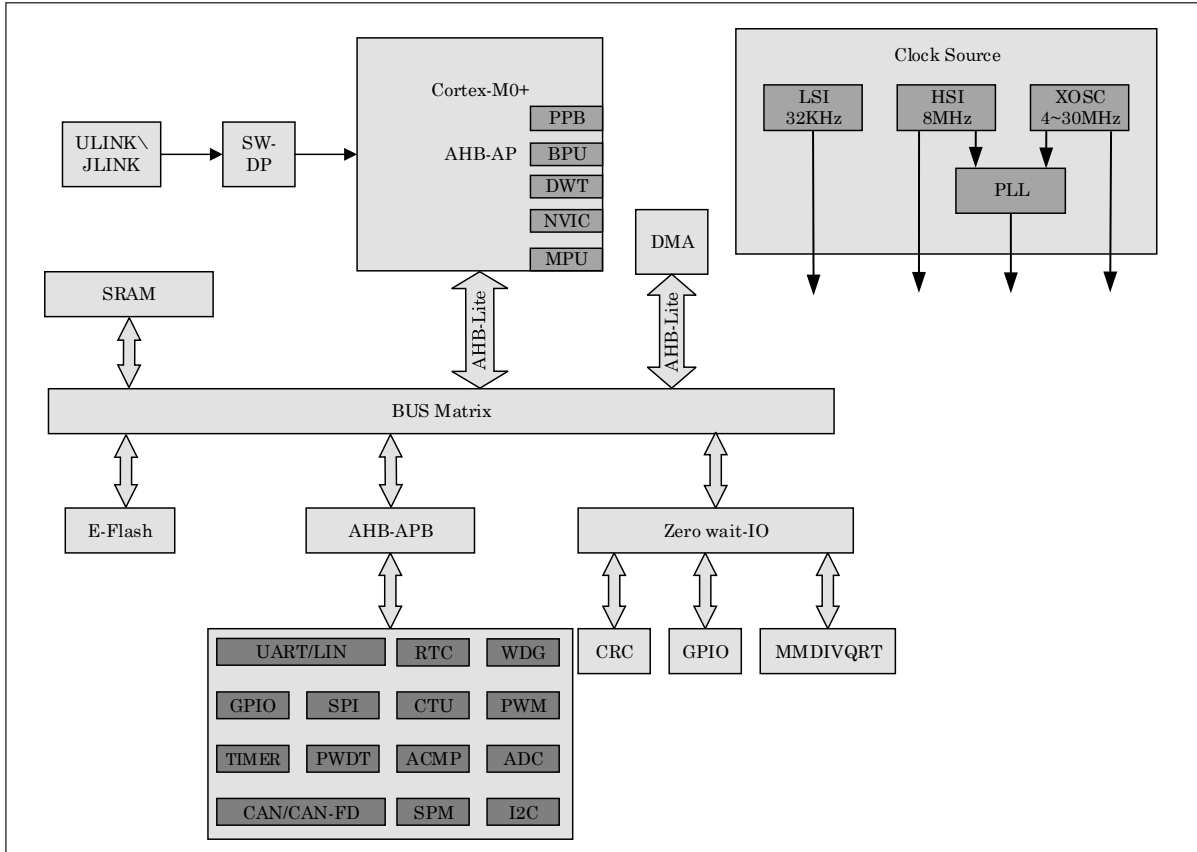 Cortex-M0+
PPB
AHB-AP
BPU
DWT
NVIC
MPU
ULINK\
JLINK
SW-
DP
Clock Source
LSI
32KHz
HSI
8MHz
XOSC
4~30MHz
PLL
DMA
SRAM
AHB-Lite
AHB-Lite
BUS Matrix
E-Flash
AHB-APB
Zero wait-IO
UART/LIN
RTC
WDG
GPIO
SPI
CTU
PWM
TIMER
PWDT
ACMP
ADC
CAN/CAN-FD
SPM
I2C
CRC
GPIO
MMDIVQRT